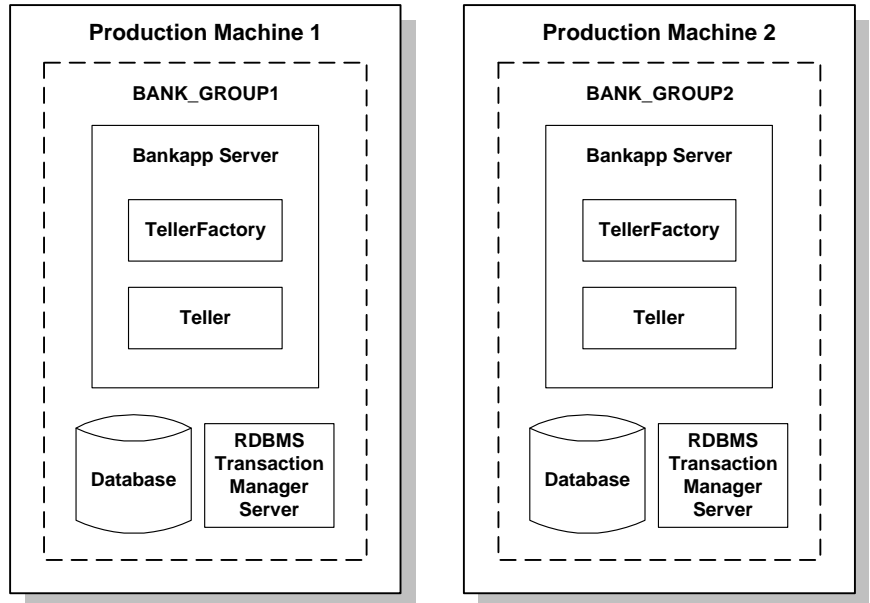 Production Machine 1
BANK_GROUP1
Bankapp Server
TellerFactory
Teller
Database
RDBMS
Transaction
Manager
Server
Production Machine 2
BANK_GROUP2
Bankapp Server
TellerFactory
Teller
Database
RDBMS
Transaction
Manager
Server